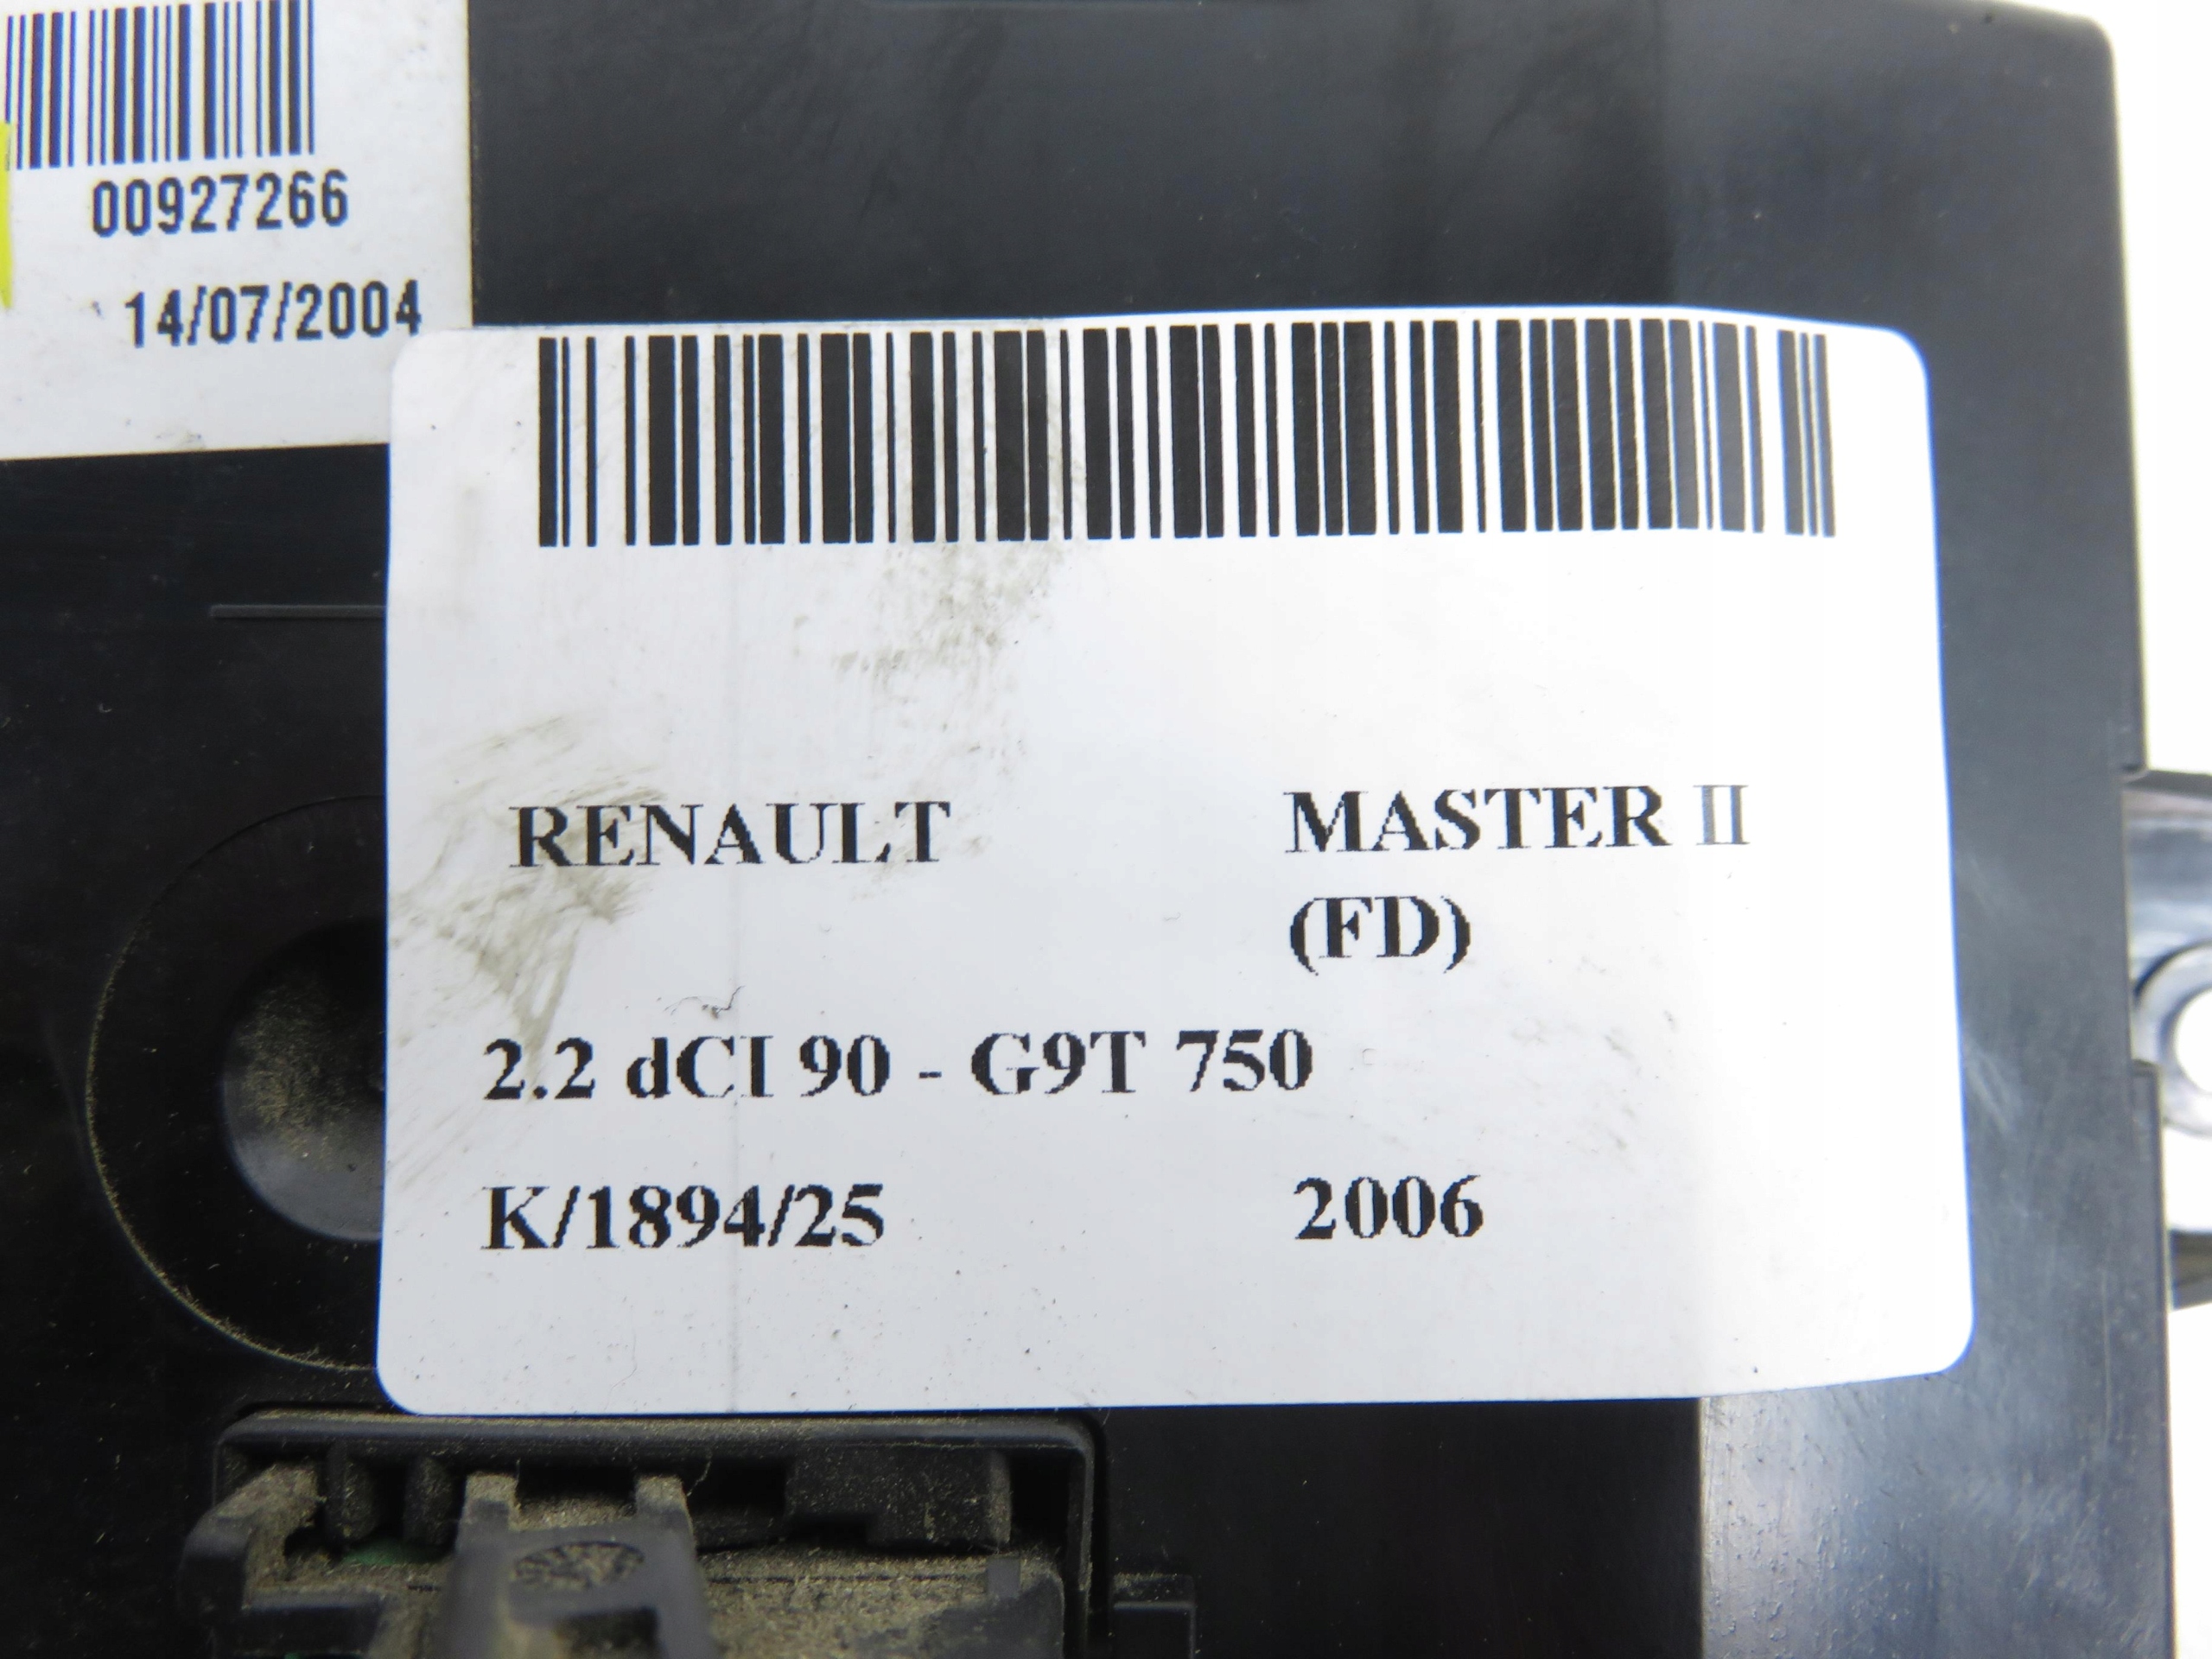 00927266
14/07/2004
RENAULT MASTER II
(FD)
2.2 dCI 90 - G9T 750
K/1894/25 2006